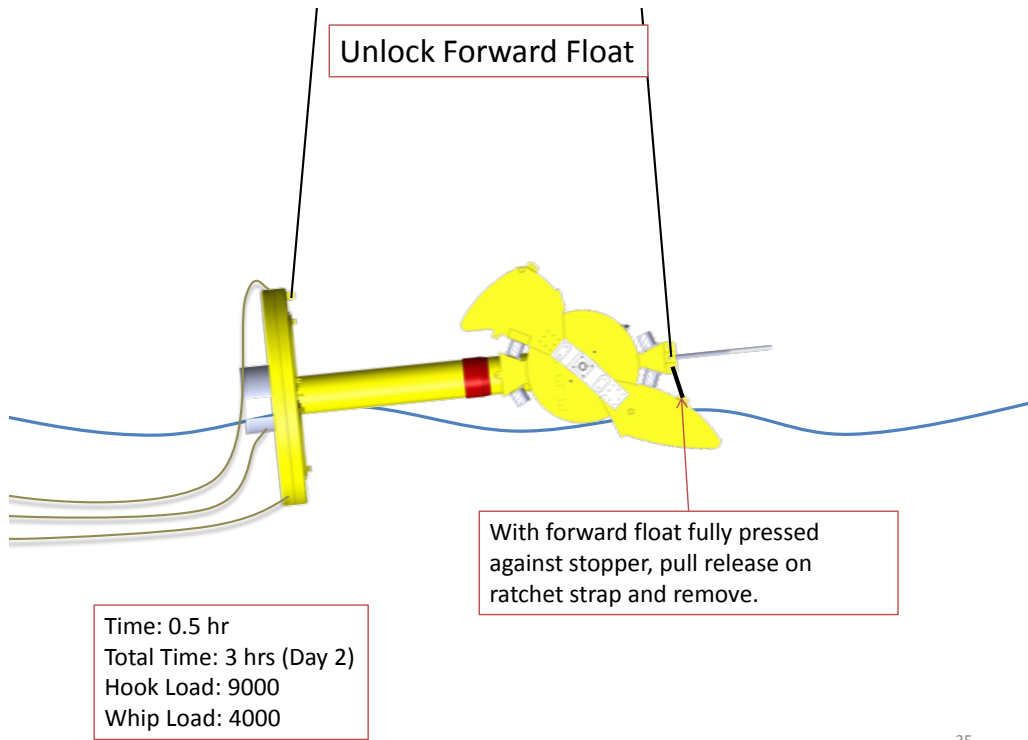 Unlock Forward Float
With forward float fully pressed
against stopper, pull release on
ratchet strap and remove.
Time: 0.5 hr
Total Time: 3 hrs (Day 2)
Hook Load: 9000
Whip Load: 4000